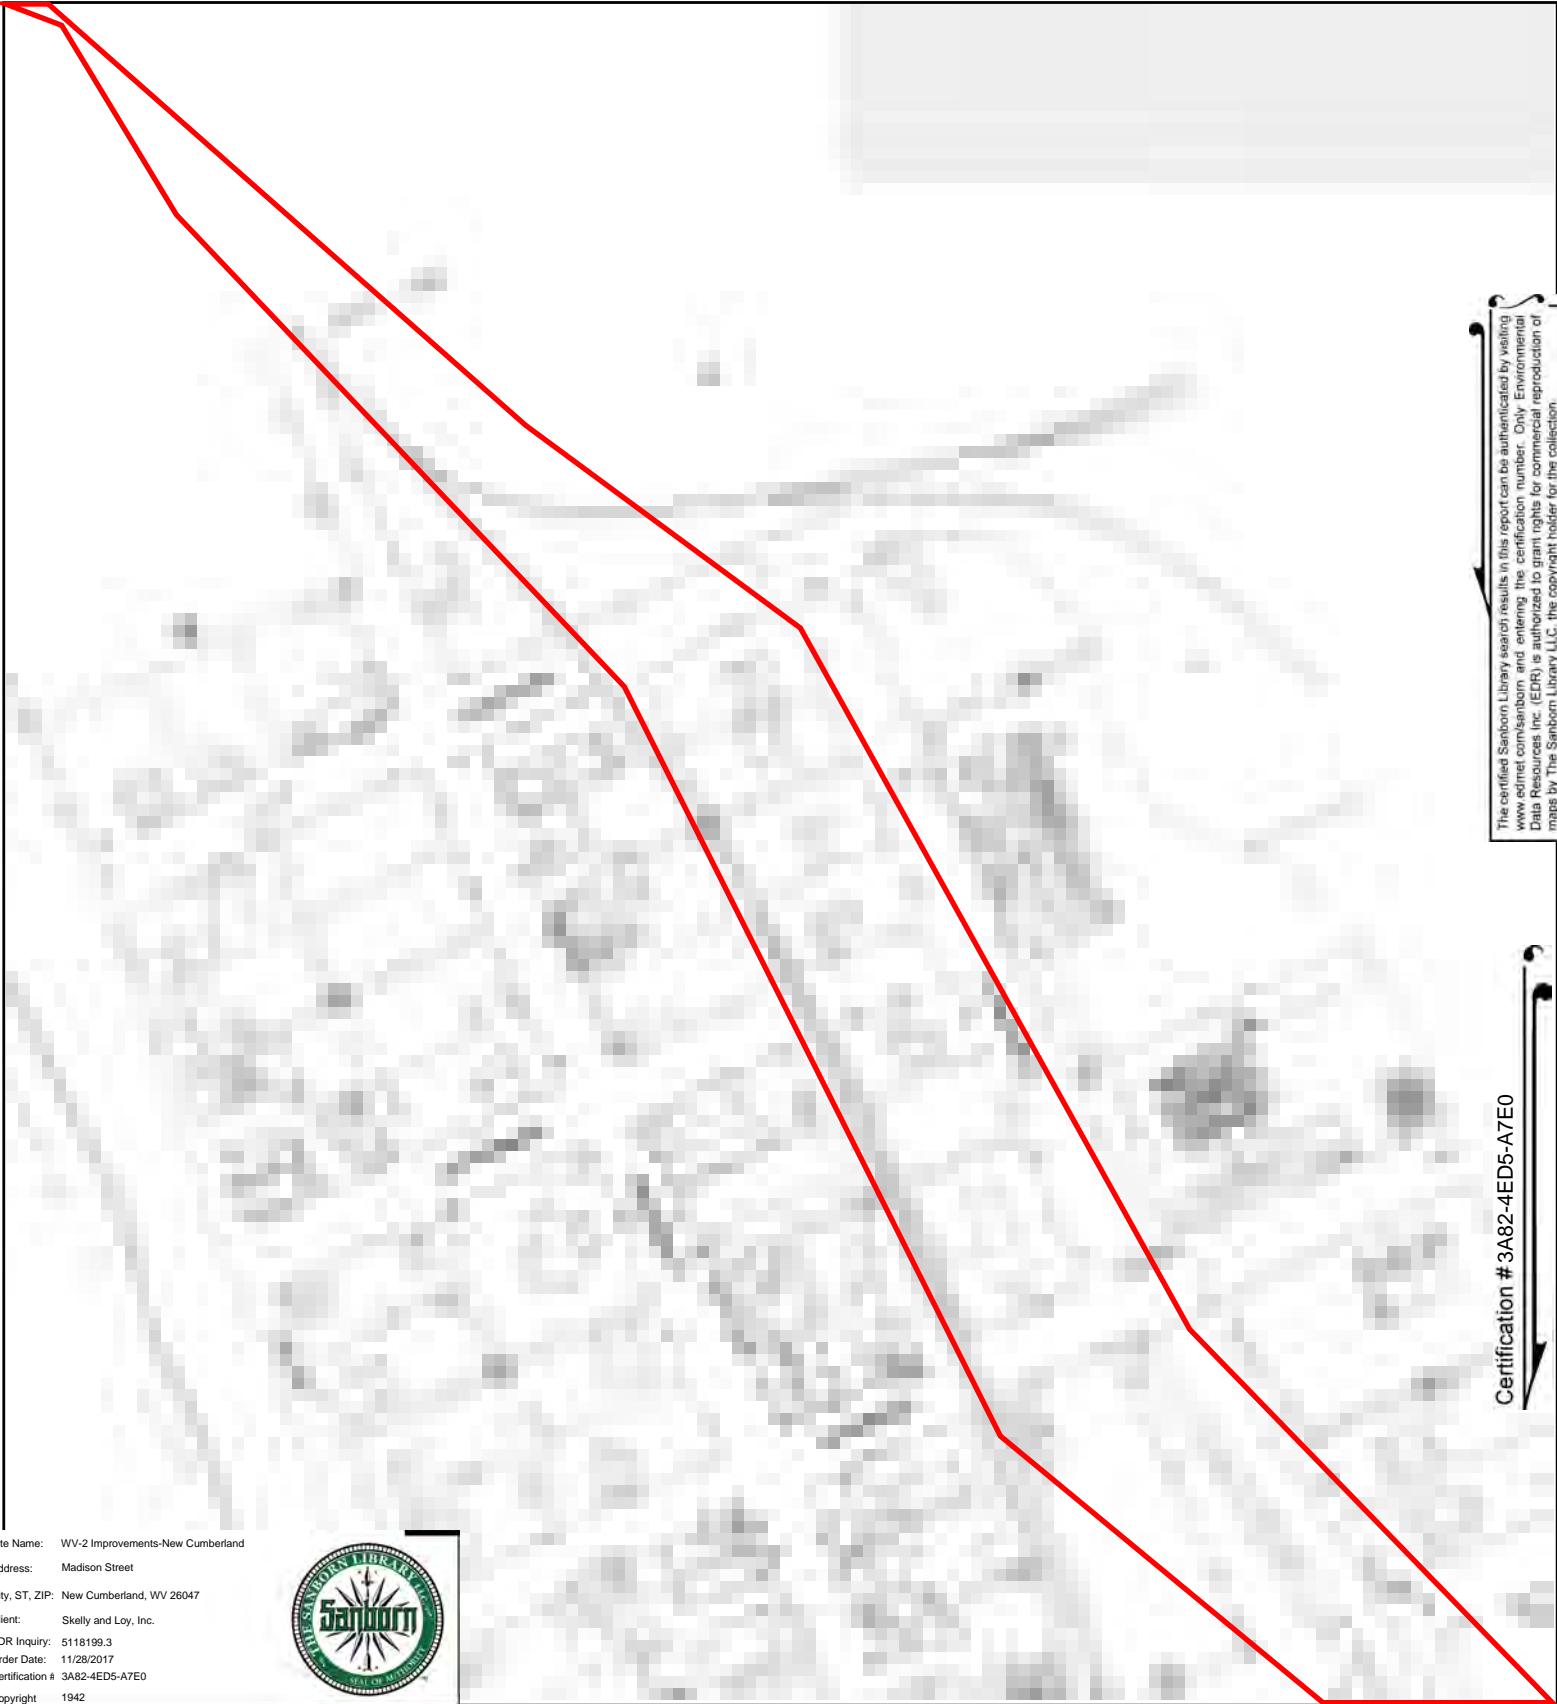 The certified Sanborn Library search results in this report can be authenticated by visiting
www.edrnet.com/sanborn and entering the certification number. Only Environmental
Data Resources Inc. (EDR) is authorized to grant rights for commercial reproduction of
maps by The Sanborn Library LLC, the copyright holder for the collection.
Certification # 3A82-4ED5-A7E0
te Name: WV-2 Improvements-New Cumberland
ddress: Madison Street
ity, ST, ZIP: New Cumberland, WV 26047
lient: Skelly and Loy, Inc.
DR Inquiry: 5118199.3
rder Date: 11/28/2017
ertification # 3A82-4ED5-A7E0
opyright 1942
THE SANBORN LIBRARY LLC
Sanborn
SEAL OF AUTHORITY